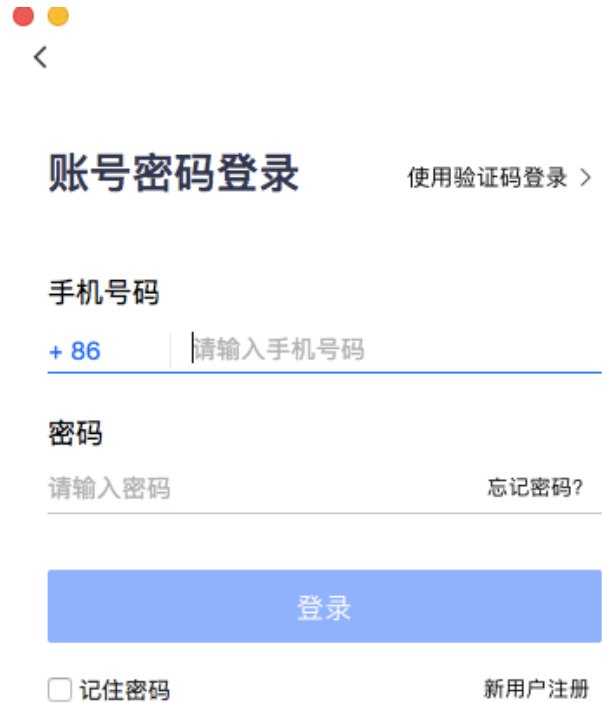 账号密码登录 使用验证码登录 >
手机号码
+ 86 请输入手机号码
密码
请输入密码 忘记密码?
登录
记住密码 新用户注册